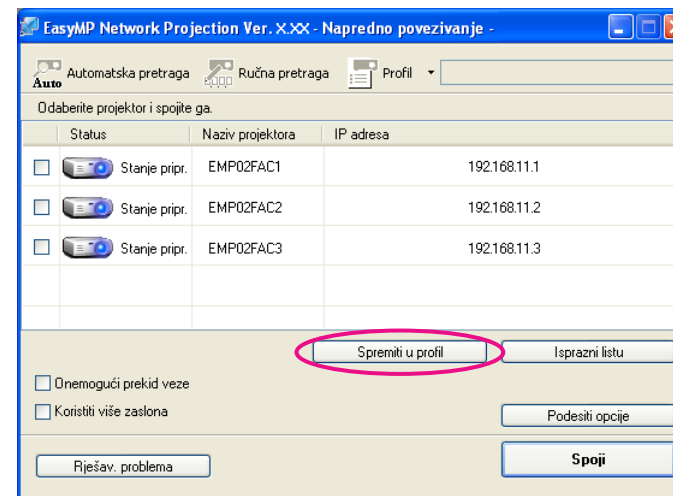 EasyMP Network Projection Ver. X.XX - Napredno povezivanje -
Auto Automatska pretraga Ručna pretraga Profil
Odaberite projektor i spojite ga.
Status Naziv projektora IP adresa
Stanje pripr. EMP02FAC1 192.168.11.1
Stanje pripr. EMP02FAC2 192.168.11.2
Stanje pripr. EMP02FAC3 192.168.11.3
Spremiti u profil Isprazni listu
Onemogući prekid veze
Koristiti više zaslona
Podesiti opcije
Rješav. problema Spoji